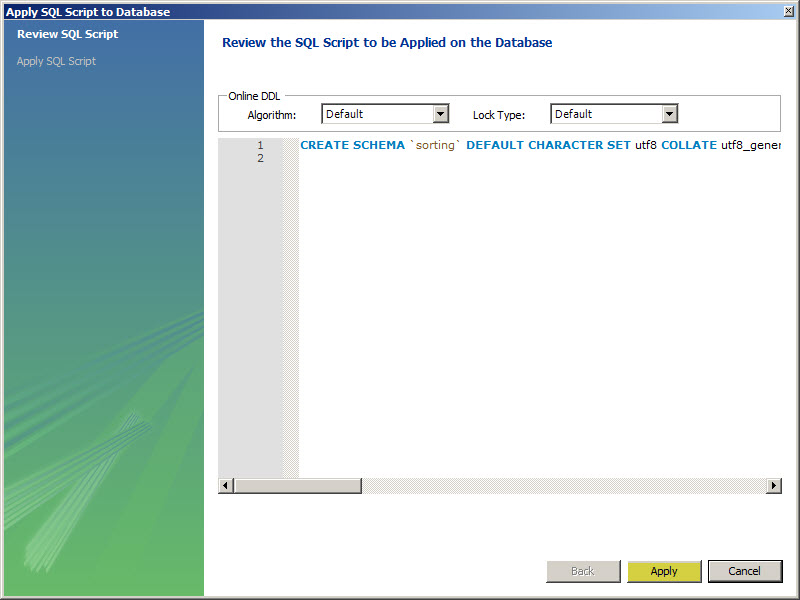 Apply SQL Script to Database
Review SQL Script
Apply SQL Script
Review the SQL Script to be Applied on the Database
Online DDL
Algorithm: Default Lock Type: Default
1 CREATE SCHEMA `sorting` DEFAULT CHARACTER SET utf8 COLLATE utf8_gener
2
Back Apply Cancel